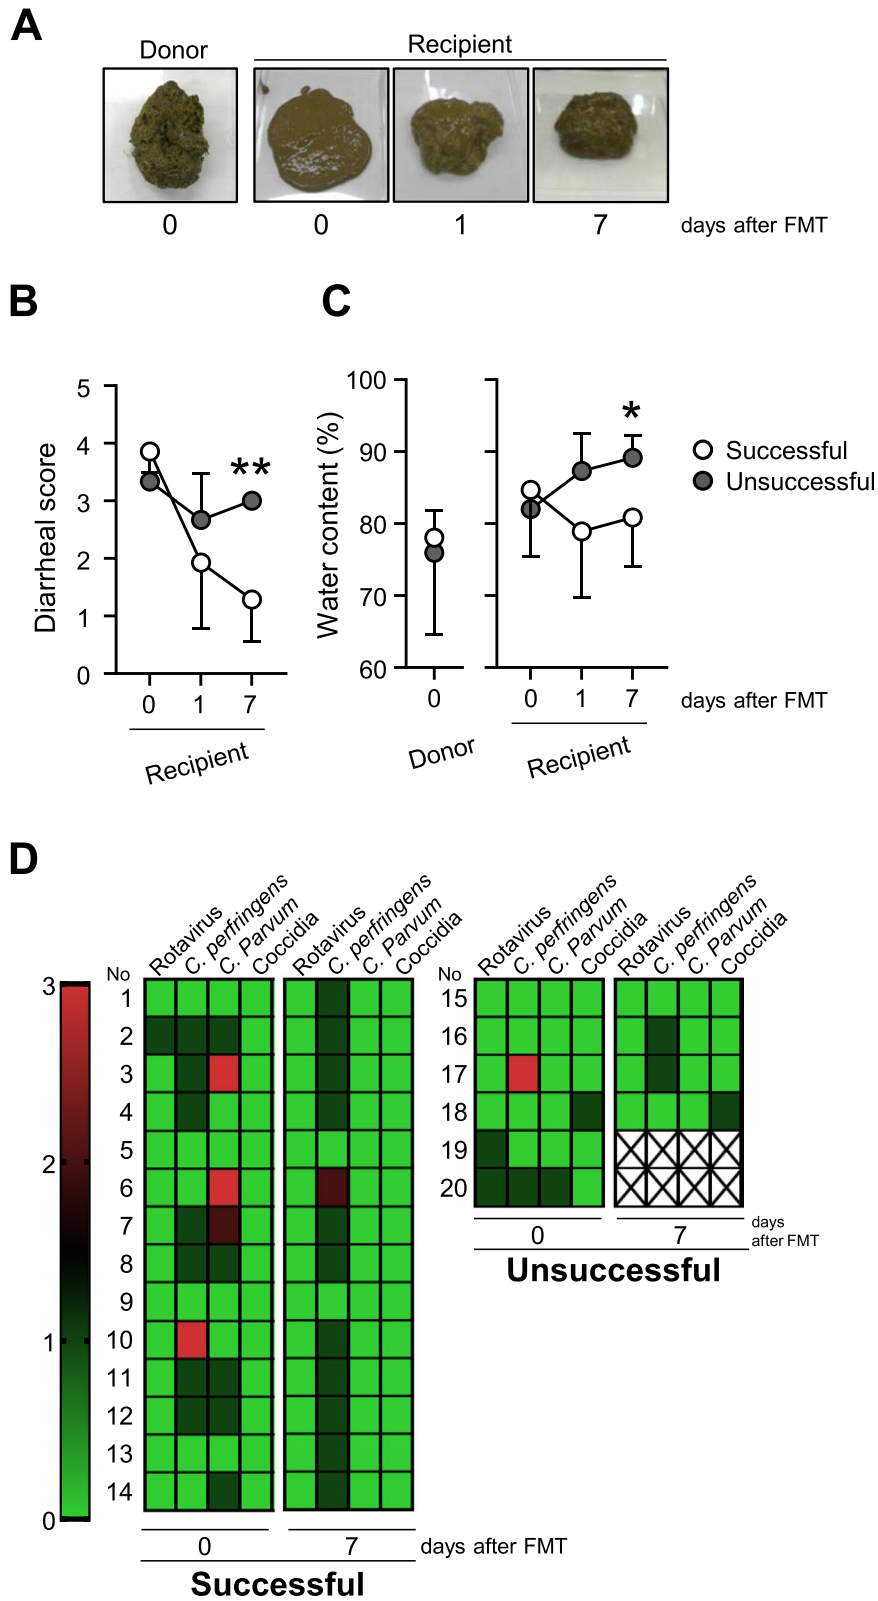 A
Donor
Recipient
0
0
1
7
days after FMT
B
C
5
4
3
2
1
0
Diarrheal score
**
0
1
7
Recipient
100
90
80
70
60
Water content (%)
*
0
Donor
0
1
7
Recipient
days after FMT
Successful
Unsuccessful
D
3
2
1
0
No
Rotavirus
C. perfringens
C. Parvum
Coccidia
Rotavirus
C. perfringens
C. Parvum
Coccidia
1
2
3
4
5
6
7
8
9
10
11
12
13
14
0
7
days after FMT
Successful
No
Rotavirus
C. perfringens
C. Parvum
Coccidia
Rotavirus
C. perfringens
C. Parvum
Coccidia
15
16
17
18
19
20
0
7
days
after FMT
Unsuccessful